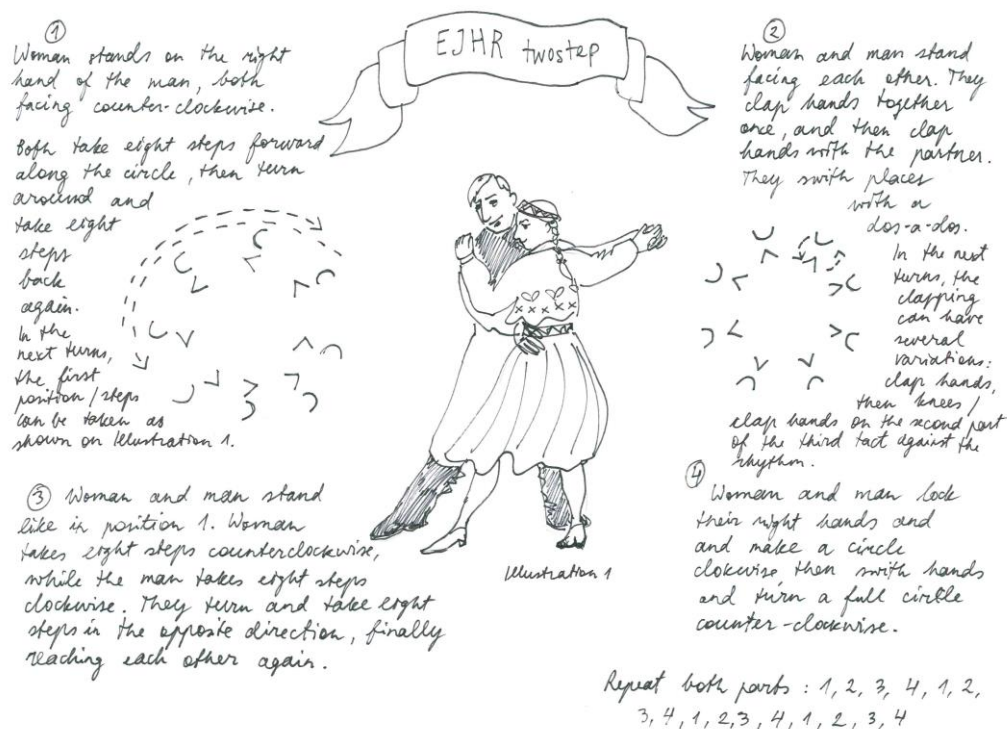 EJHR twostep
①
Woman stands on the right
hand of the man, both
facing counter-clockwise.
Both take eight steps forward
along the circle, then turn
around and
take eight
steps
back
again.
In the
next turns,
the first
position/steps
can be taken as
shown on Illustration 1.
②
Woman and man stand
facing each other. They
clap hands together
once, and then clap
hands with the partner.
They swith places
with a
dos-a-dos.
In the next
turns, the
clapping
can have
several
variations:
clap hands,
then knees/
clap hands on the second part
of the third tact against the
rhythm.
③ Woman and man stand
like in position 1. Woman
takes eight steps counterclockwise,
while the man takes eight steps
clockwise. They turn and take eight
steps in the opposite direction, finally
reaching each other again.
Illustration 1
④
Woman and man lock
their right hands and
and make a circle
clokwise, then swith hands
and turn a full cirlle
counter-clockwise.
Repeat both parts: 1, 2, 3, 4, 1, 2,
3, 4, 1, 2, 3, 4, 1, 2, 3, 4